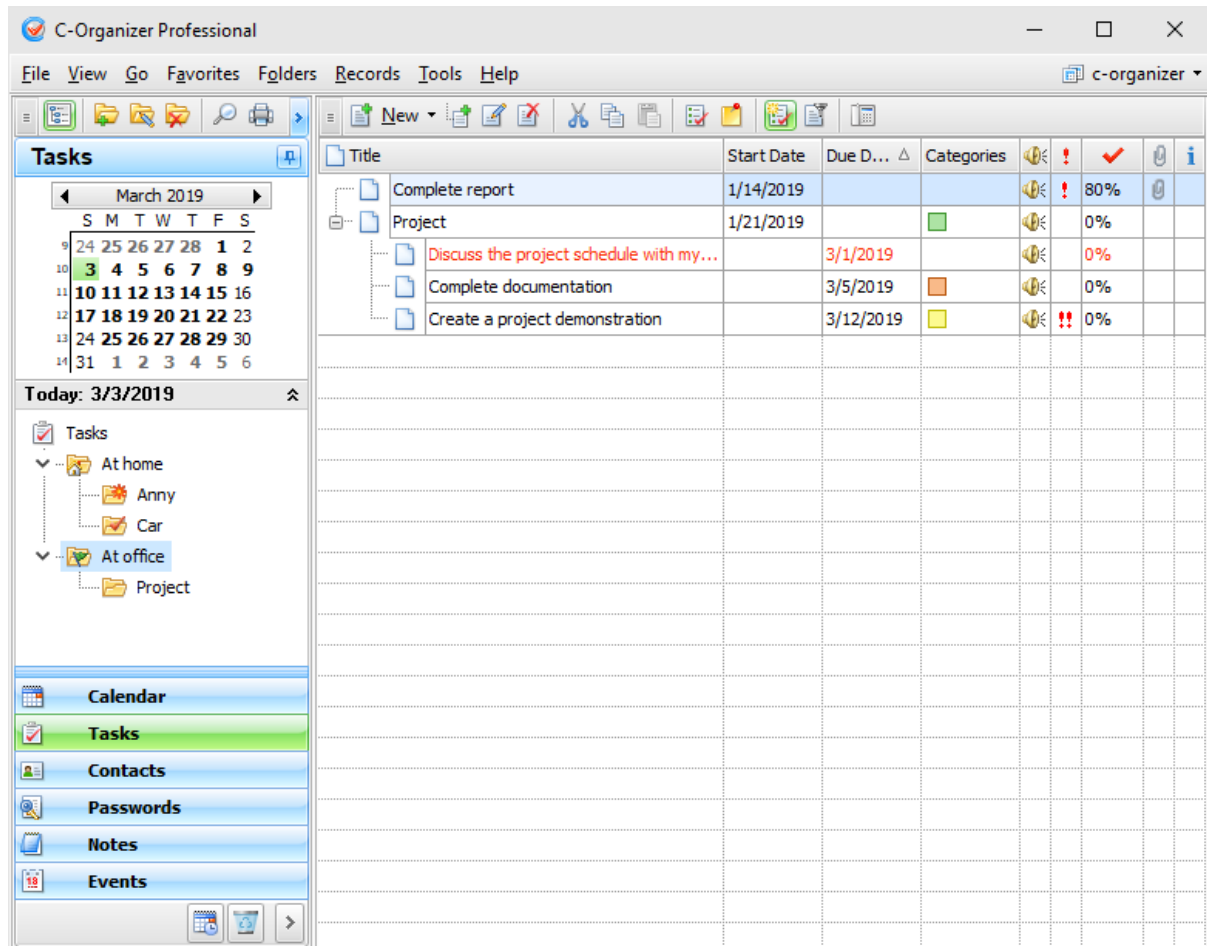 C-Organizer Professional
File View Go Favorites Folders Records Tools Help c-organizer
New
Tasks
March 2019
S M T W T F S
9 24 25 26 27 28 1 2
10 3 4 5 6 7 8 9
11 10 11 12 13 14 15 16
12 17 18 19 20 21 22 23
13 24 25 26 27 28 29 30
14 31 1 2 3 4 5 6
Today: 3/3/2019
Tasks
At home
Anny
Car
At office
Project
Calendar
Tasks
Contacts
Passwords
Notes
18 Events
Title Start Date Due D... Categories ! i
Complete report 1/14/2019 ! 80%
Project 1/21/2019 0%
Discuss the project schedule with my... 3/1/2019 0%
Complete documentation 3/5/2019 0%
Create a project demonstration 3/12/2019 !! 0%